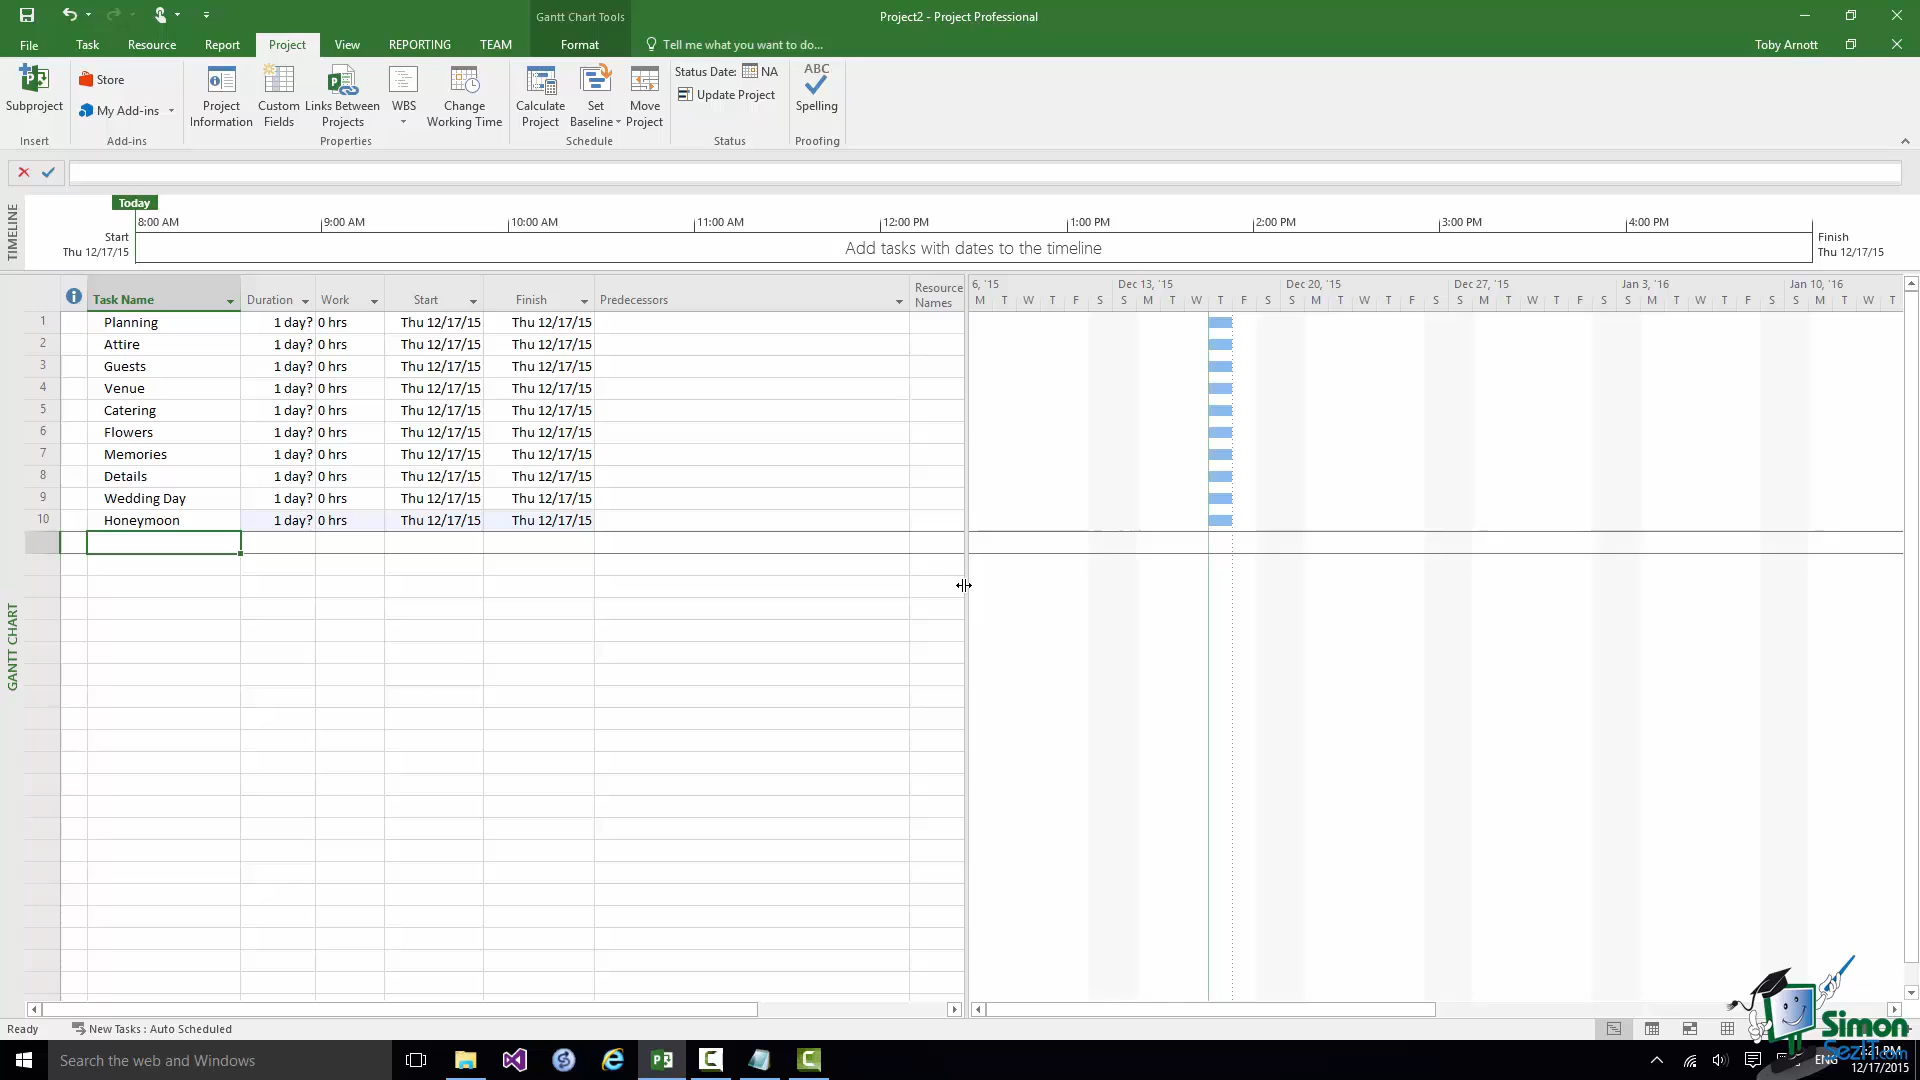 Gantt Chart Tools
Project2 - Project Professional
File Task Resource Report Project View REPORTING TEAM Format Tell me what you want to do... Toby Arnott
Subproject
Store
My Add-ins
Project Information
Custom Fields
Links Between Projects
WBS
Change Working Time
Calculate Project
Set Baseline
Move Project
Status Date: NA
Update Project
ABC
Spelling
Insert Add-ins Properties Schedule Status Proofing
TIMELINE
Today
8:00 AM 9:00 AM 10:00 AM 11:00 AM 12:00 PM 1:00 PM 2:00 PM 3:00 PM 4:00 PM
Start
Thu 12/17/15
Add tasks with dates to the timeline
Finish
Thu 12/17/15
Task Name Duration Work Start Finish Predecessors Resource Names
6, '15 Dec 13, '15 Dec 20, '15 Dec 27, '15 Jan 3, '16 Jan 10, '16
M T W T F S S M T W T F S S M T W T F S S M T W T F S S M T W T F S S M T W T
1 Planning 1 day? 0 hrs Thu 12/17/15 Thu 12/17/15
2 Attire 1 day? 0 hrs Thu 12/17/15 Thu 12/17/15
3 Guests 1 day? 0 hrs Thu 12/17/15 Thu 12/17/15
4 Venue 1 day? 0 hrs Thu 12/17/15 Thu 12/17/15
5 Catering 1 day? 0 hrs Thu 12/17/15 Thu 12/17/15
6 Flowers 1 day? 0 hrs Thu 12/17/15 Thu 12/17/15
7 Memories 1 day? 0 hrs Thu 12/17/15 Thu 12/17/15
8 Details 1 day? 0 hrs Thu 12/17/15 Thu 12/17/15
9 Wedding Day 1 day? 0 hrs Thu 12/17/15 Thu 12/17/15
10 Honeymoon 1 day? 0 hrs Thu 12/17/15 Thu 12/17/15
GANTT CHART
Ready New Tasks : Auto Scheduled
Simon
SezIT.com
Search the web and Windows
ENG
12/17/2015